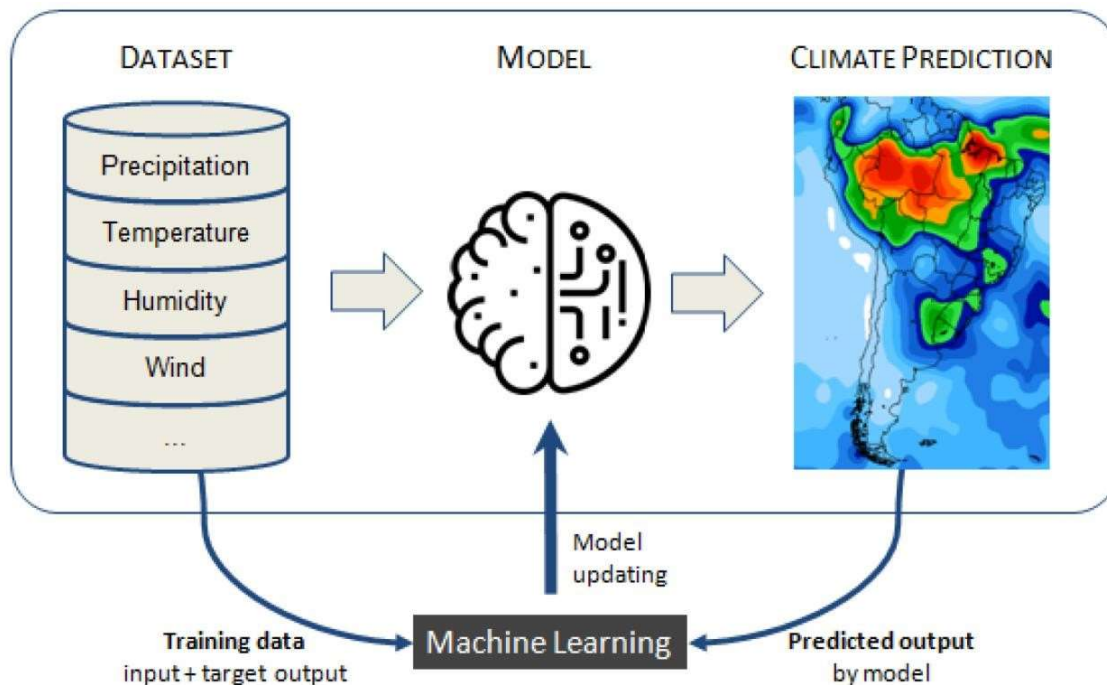 DATASET
MODEL
CLIMATE PREDICTION
Precipitation
Temperature
Humidity
Wind
...
Model
updating
Machine Learning
Training data
input + target output
Predicted output
by model